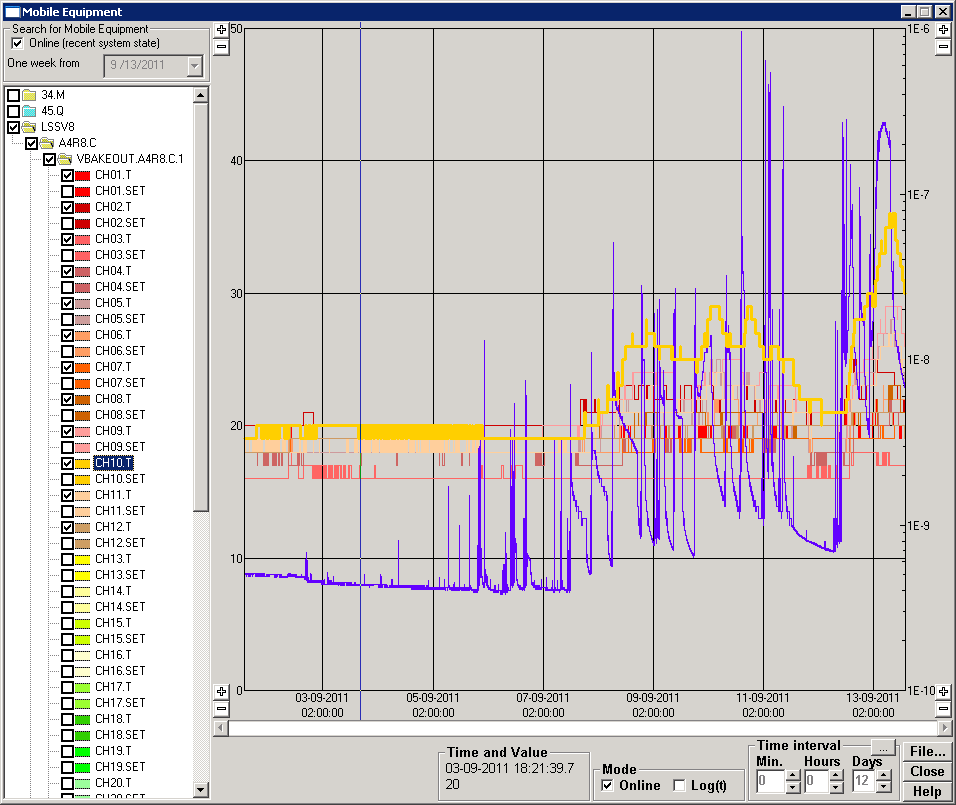 Mobile Equipment
Search for Mobile Equipment
Online (recent system state)
One week from
9 /13/2011
34.M
45.Q
LSSV8
A4R8.C
VBAKEOUT.A4R8.C.1
CH01.T
CH01.SET
CH02.T
CH02.SET
CH03.T
CH03.SET
CH04.T
CH04.SET
CH05.T
CH05.SET
CH06.T
CH06.SET
CH07.T
CH07.SET
CH08.T
CH08.SET
CH09.T
CH09.SET
CH10.T
CH10.SET
CH11.T
CH11.SET
CH12.T
CH12.SET
CH13.T
CH13.SET
CH14.T
CH14.SET
CH15.T
CH15.SET
CH16.T
CH16.SET
CH17.T
CH17.SET
CH18.T
CH18.SET
CH19.T
CH19.SET
CH20.T
CH20.SET
50
40
30
20
10
0
1E-6
1E-7
1E-8
1E-9
1E-10
03-09-2011 05-09-2011 07-09-2011 09-09-2011 11-09-2011 13-09-2011
02:00:00 02:00:00 02:00:00 02:00:00 02:00:00 02:00:00
Time and Value
03-09-2011 18:21:39.7
20
Mode
Online Log(t)
Time interval ...
Min. Hours Days
0 0 12
File...
Close
Help